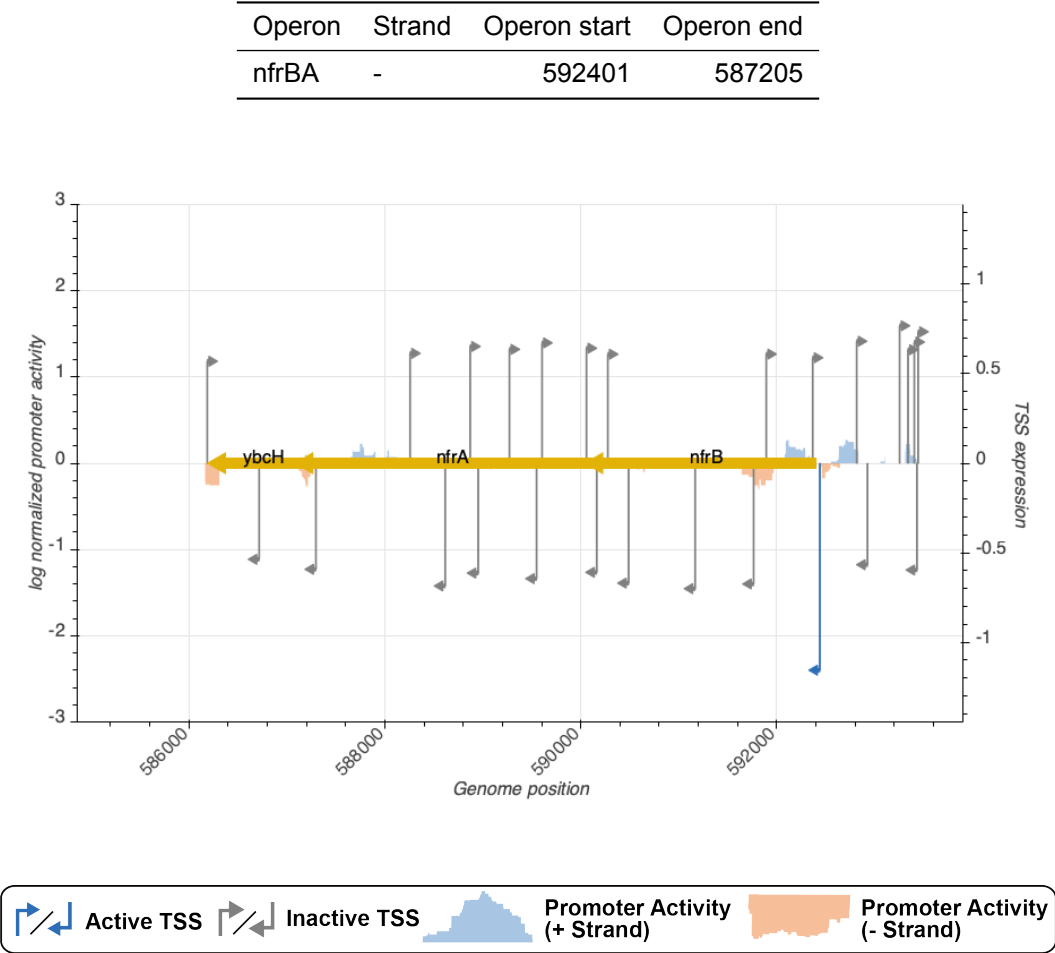 Operon Strand Operon start Operon end
nfrBA - 592401 587205
3
2
1
0
-1
-2
-3
log normalized promoter activity
1
0.5
0
-0.5
-1
TSS expression
ybcH nfrA nfrB
586000 588000 590000 592000
Genome position
Active TSS
Inactive TSS
Promoter Activity
(+ Strand)
Promoter Activity
(- Strand)